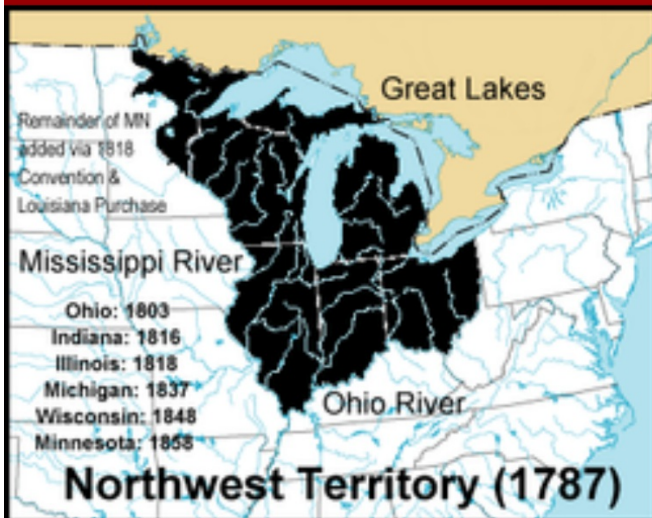 Great Lakes
Remainder of MN
added via 1818
Convention &
Louisiana Purchase
Mississippi River
Ohio: 1803
Indiana: 1816
Illinois: 1818
Michigan: 1837
Wisconsin: 1848
Minnesota: 1858
Ohio River
Northwest Territory (1787)